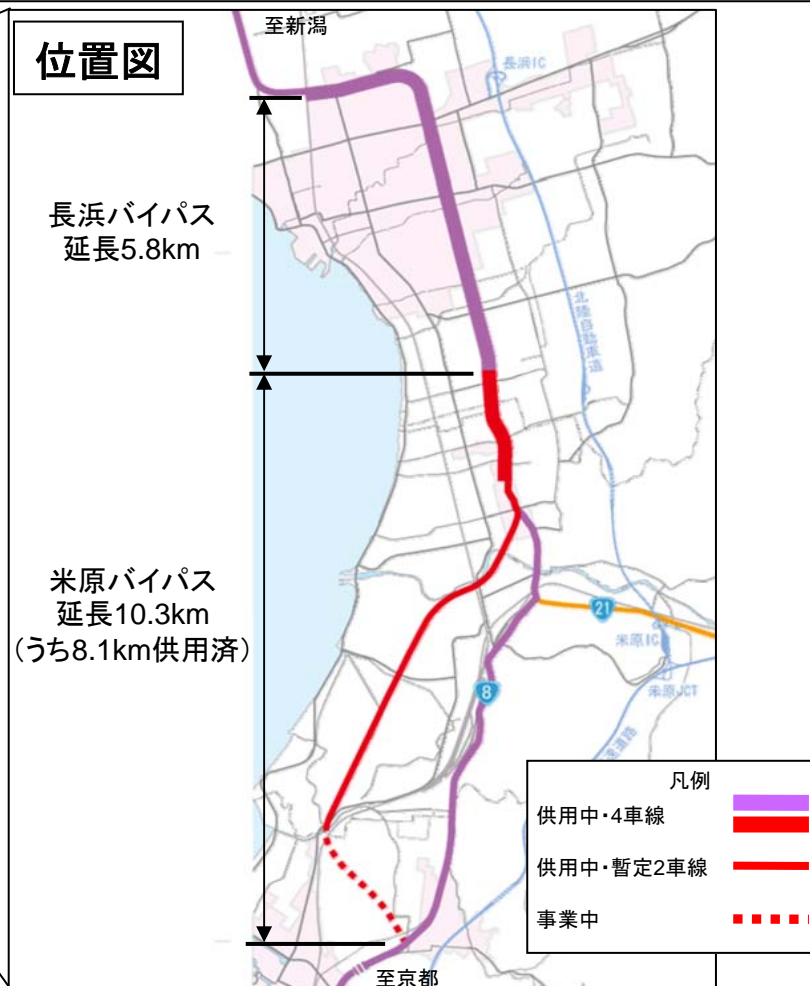 位置図
至新潟
長浜IC
長浜バイパス
延長5.8km
北陸自動車道
米原バイパス
延長10.3km
(うち8.1km供用済)
21
米原IC
米原JCT
8
速道路
凡例
供用中・4車線
供用中・暫定2車線
事業中
至京都